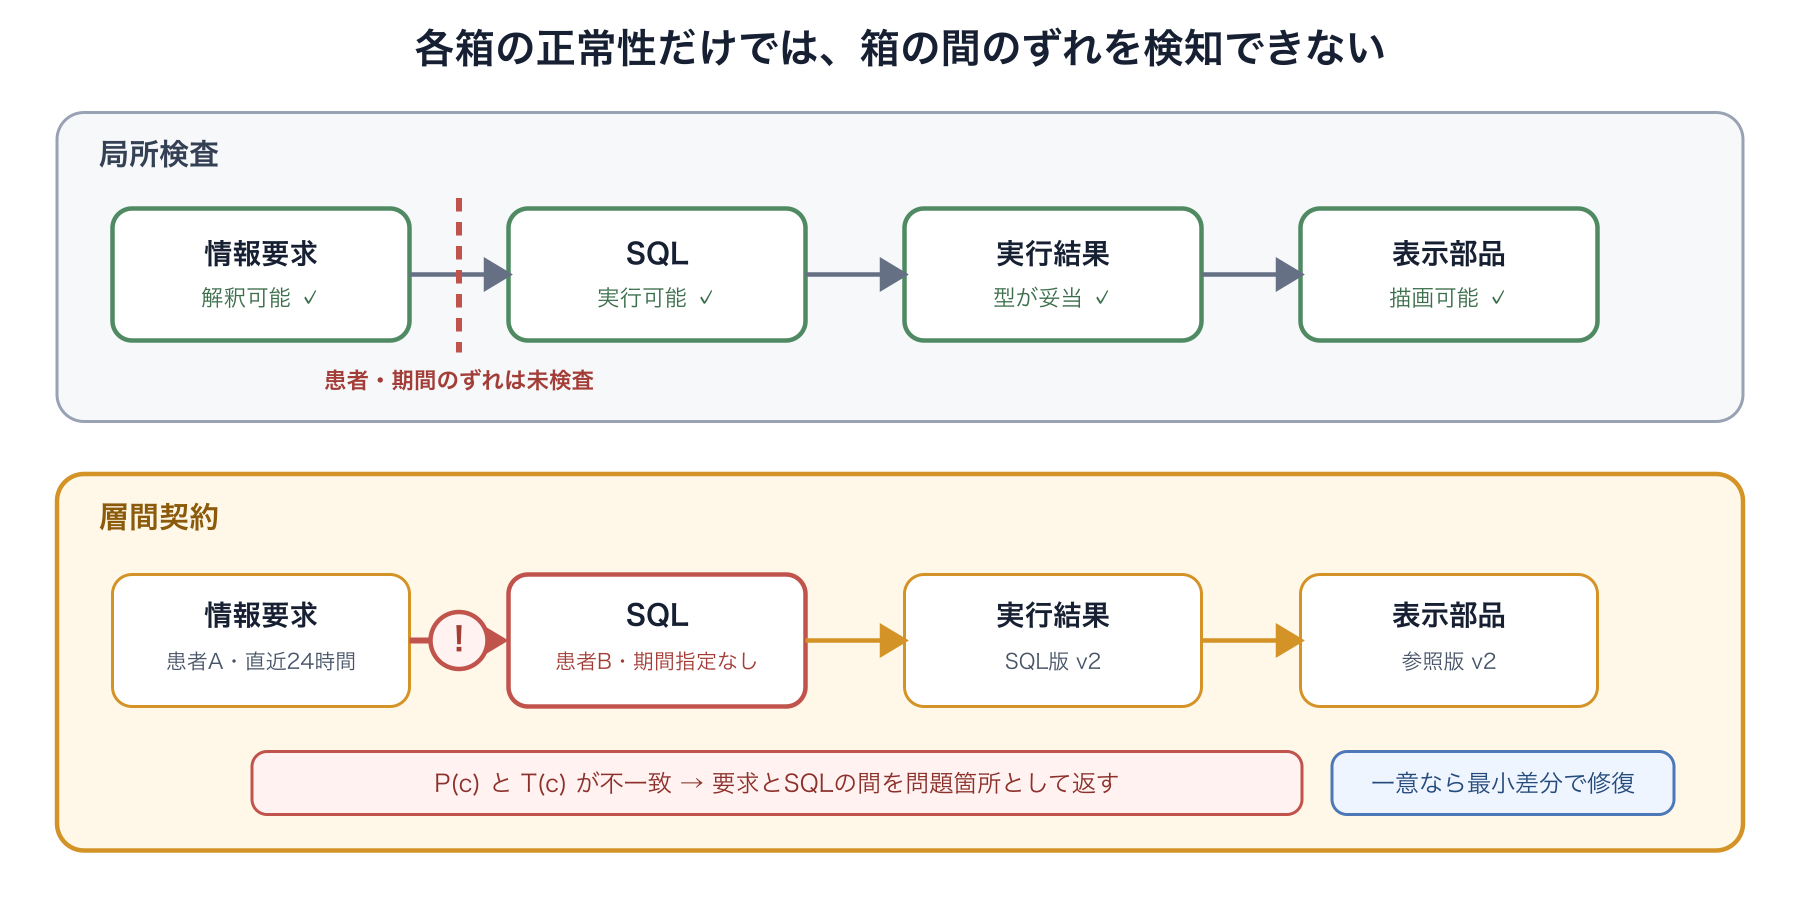 各箱の正常性だけでは、箱の間のずれを検知できない
局所検査
情報要求
解釈可能 ✓
SQL
実行可能 ✓
実行結果
型が妥当 ✓
表示部品
描画可能 ✓
患者・期間のずれは未検査
層間契約
情報要求
患者A・直近24時間
!
SQL
患者B・期間指定なし
実行結果
SQL版 v2
表示部品
参照版 v2
P(c) と T(c) が不一致 → 要求とSQLの間を問題箇所として返す
一意なら最小差分で修復